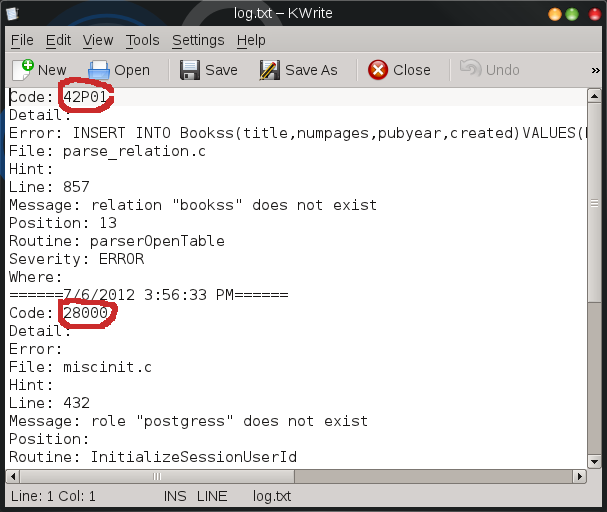 log.txt – KWrite
File Edit View Tools Settings Help
New Open Save Save As Close Undo »
Code: 42P01
Detail:
Error: INSERT INTO Bookss(title,numpages,pubyear,created)VALUES(
File: parse_relation.c
Hint:
Line: 857
Message: relation "bookss" does not exist
Position: 13
Routine: parserOpenTable
Severity: ERROR
Where:
======7/6/2012 3:56:33 PM======
Code: 28000
Detail:
Error:
File: miscinit.c
Hint:
Line: 432
Message: role "postgress" does not exist
Position:
Routine: InitializeSessionUserId
Line: 1 Col: 1 INS LINE log.txt